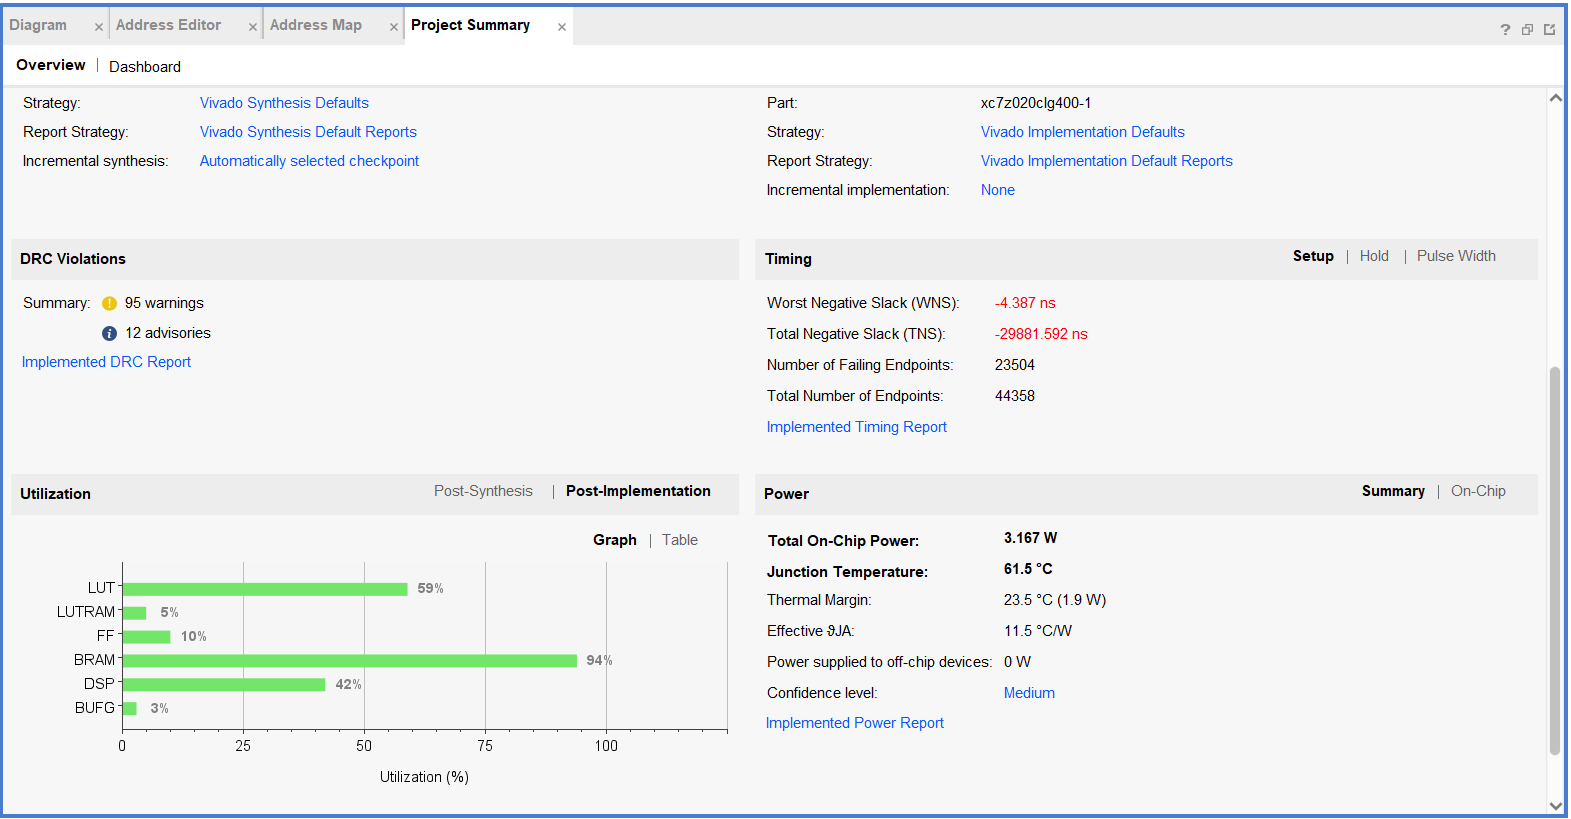 Diagram × Address Editor × Address Map × Project Summary ×
?
Overview | Dashboard
Strategy: Vivado Synthesis Defaults
Report Strategy: Vivado Synthesis Default Reports
Incremental synthesis: Automatically selected checkpoint
Part: xc7z020clg400-1
Strategy: Vivado Implementation Defaults
Report Strategy: Vivado Implementation Default Reports
Incremental implementation: None
DRC Violations
Summary: ! 95 warnings
i 12 advisories
Implemented DRC Report
Timing Setup | Hold | Pulse Width
Worst Negative Slack (WNS): -4.387 ns
Total Negative Slack (TNS): -29881.592 ns
Number of Failing Endpoints: 23504
Total Number of Endpoints: 44358
Implemented Timing Report
Utilization Post-Synthesis | Post-Implementation
Graph | Table
LUT 59%
LUTRAM 5%
FF 10%
BRAM 94%
DSP 42%
BUFG 3%
0 25 50 75 100
Utilization (%)
Power Summary | On-Chip
Total On-Chip Power: 3.167 W
Junction Temperature: 61.5 °C
Thermal Margin: 23.5 °C (1.9 W)
Effective ϑJA: 11.5 °C/W
Power supplied to off-chip devices: 0 W
Confidence level: Medium
Implemented Power Report